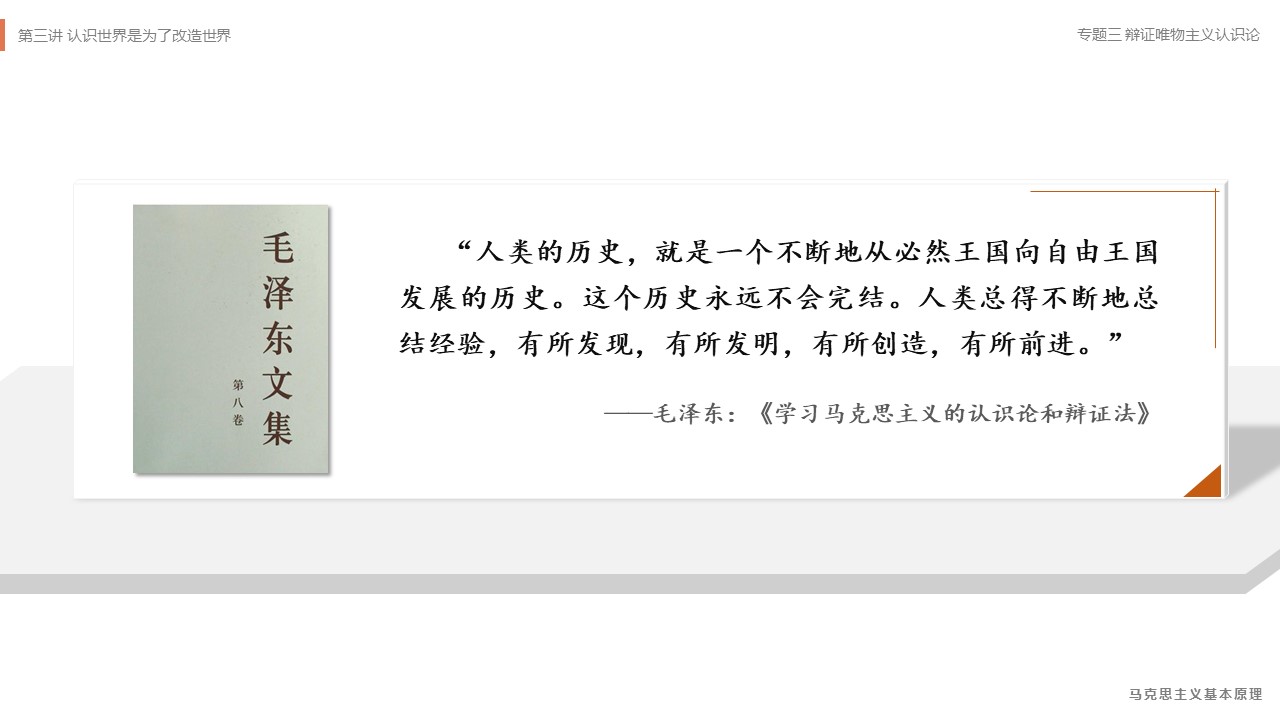 第三讲 认识世界是为了改造世界
专题三 辩证唯物主义认识论
毛泽东文集
第八卷
“人类的历史，就是一个不断地从必然王国向自由王国
发展的历史。这个历史永远不会完结。人类总得不断地总
结经验，有所发现，有所发明，有所创造，有所前进。”
——毛泽东：《学习马克思主义的认识论和辩证法》
马克思主义基本原理